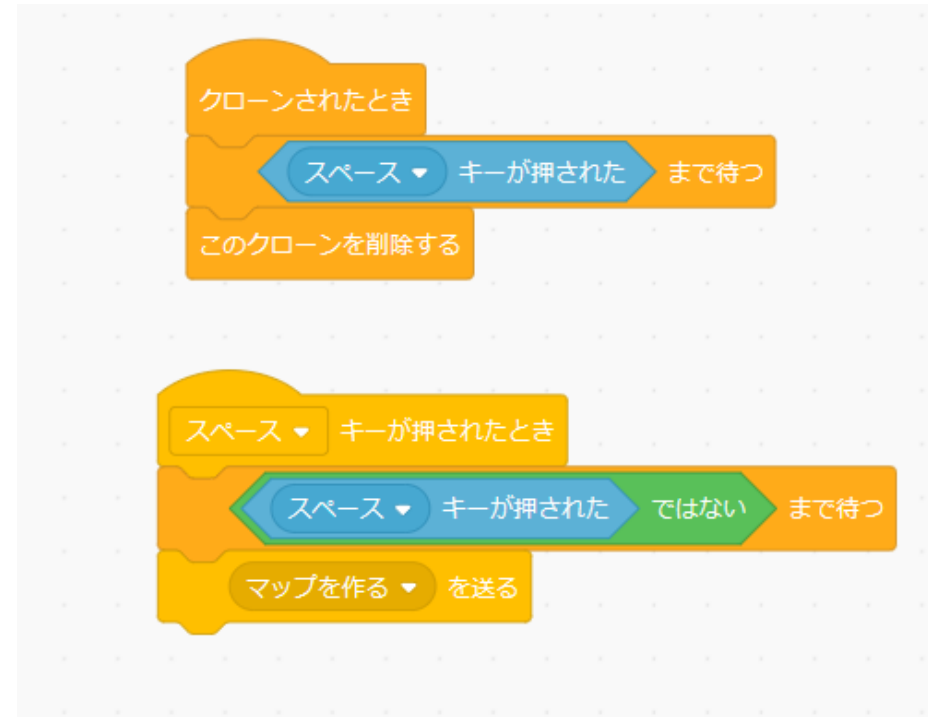 クローンされたとき
スペース キーが押された まで待つ
このクローンを削除する
スペース キーが押されたとき
スペース キーが押された ではない まで待つ
マップを作る を送る